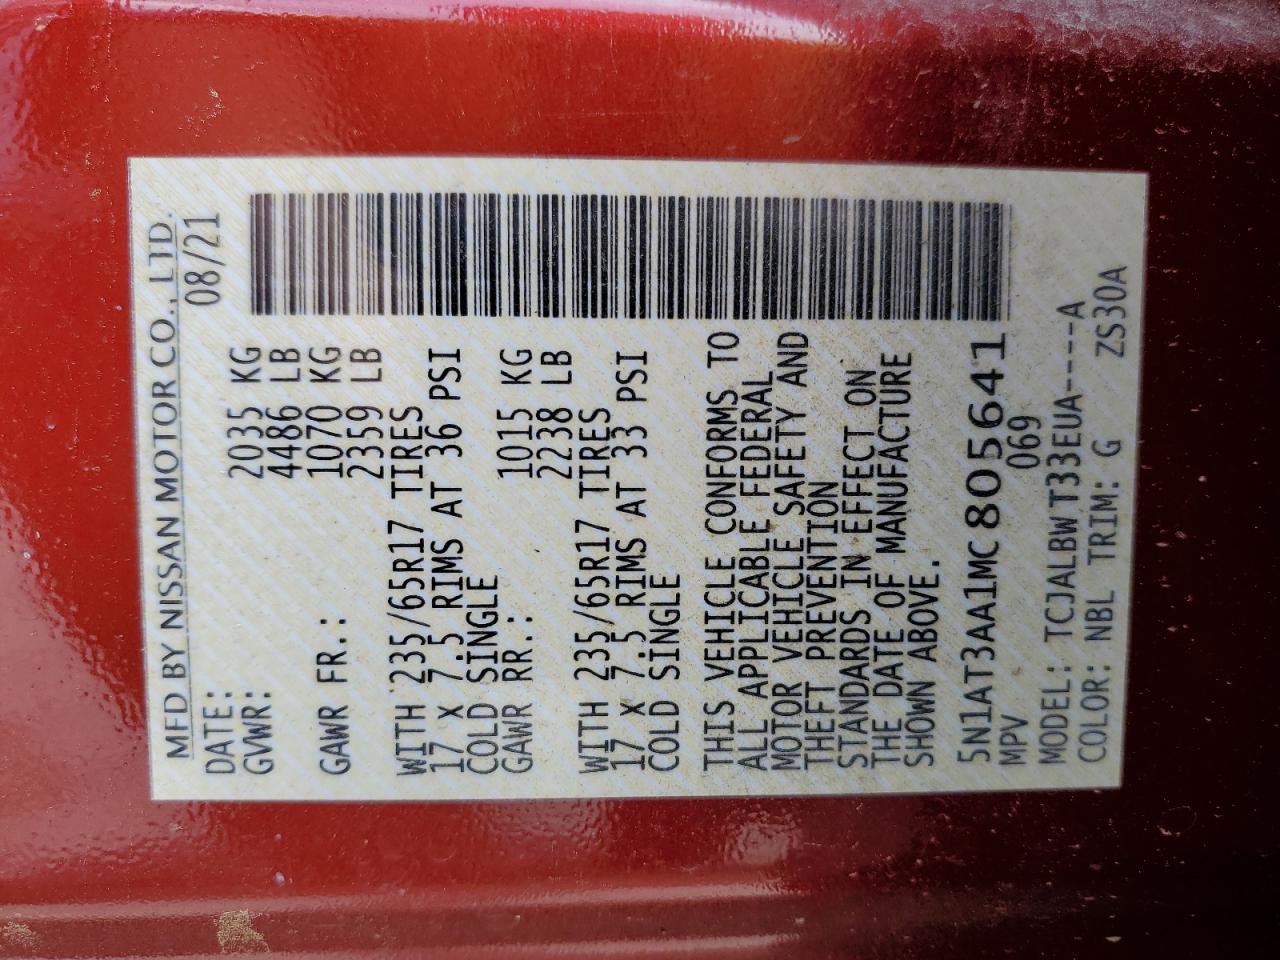 MFD BY NISSAN MOTOR CO., LTD.
DATE: 08/21
GVWR: 2035 KG
4486 LB
GAWR FR.: 1070 KG
2359 LB
WITH 235/65R17 TIRES
17 X 7.5 RIMS AT 36 PSI
COLD SINGLE
GAWR RR.: 1015 KG
2238 LB
WITH 235/65R17 TIRES
17 X 7.5 RIMS AT 33 PSI
COLD SINGLE
THIS VEHICLE CONFORMS TO
ALL APPLICABLE FEDERAL
MOTOR VEHICLE SAFETY AND
THEFT PREVENTION
STANDARDS IN EFFECT ON
THE DATE OF MANUFACTURE
SHOWN ABOVE.
5N1AT3AA1MC805641
MPV 069
MODEL: TCJALBWT33EUA----A
COLOR: NBL TRIM: G ZS30A